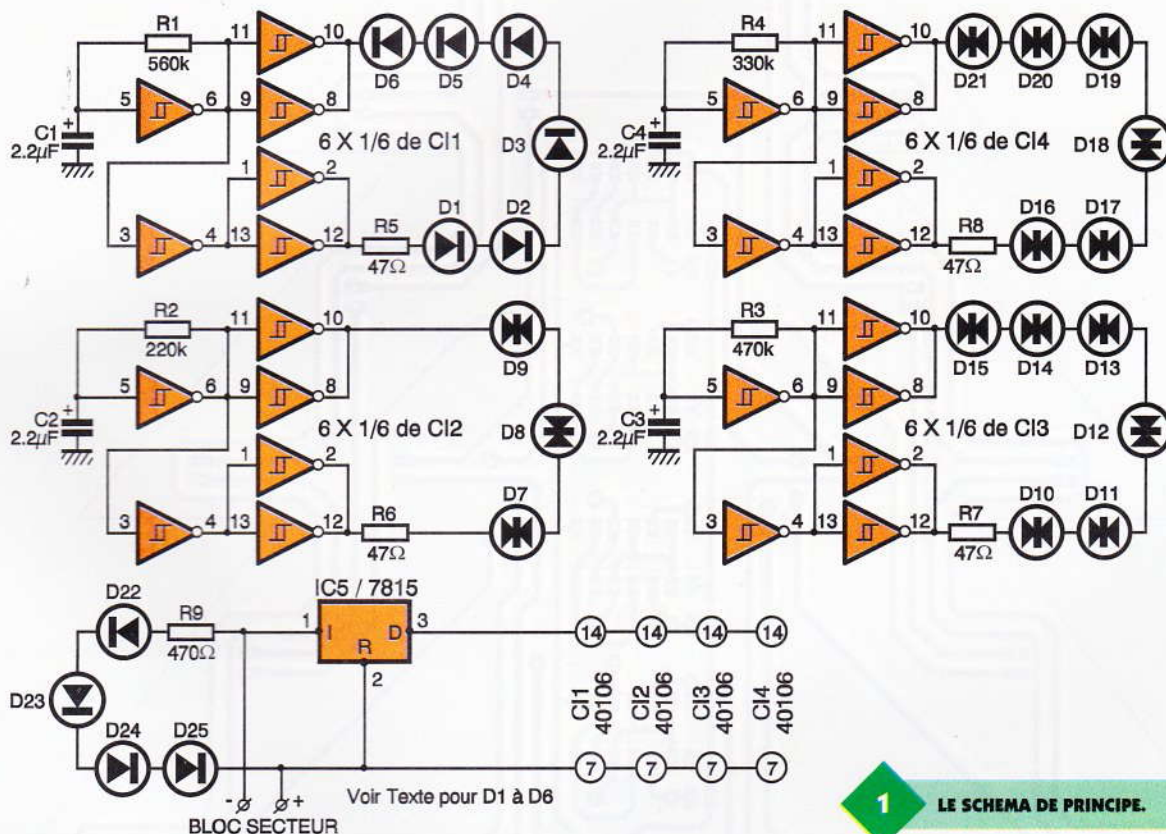 R1
560k
11
10
D6
D5
D4
5
6
9
8
C1
+
2.2µF
6 X 1/6 de CI1
D3
1
2
R5
D1
D2
3
4
13
12
47Ω
R4
330k
11
10
D21
D20
D19
5
6
9
8
C4
+
2.2µF
6 X 1/6 de CI4
D18
1
2
R8
D16
D17
3
4
13
12
47Ω
R2
220k
11
10
D9
5
6
9
8
C2
+
2.2µF
6 X 1/6 de CI2
D8
1
2
R6
D7
3
4
13
12
47Ω
R3
470k
11
10
D15
D14
D13
5
6
9
8
C3
+
2.2µF
6 X 1/6 de CI3
D12
1
2
R7
D10
D11
3
4
13
12
47Ω
D22
R9
470Ω
IC5 / 7815
1
I
D
3
R
2
14
14
14
14
D23
CI1
40106
CI2
40106
CI3
40106
CI4
40106
D24
D25
7
7
7
7
-
+
Voir Texte pour D1 à D6
BLOC SECTEUR
1
LE SCHEMA DE PRINCIPE.